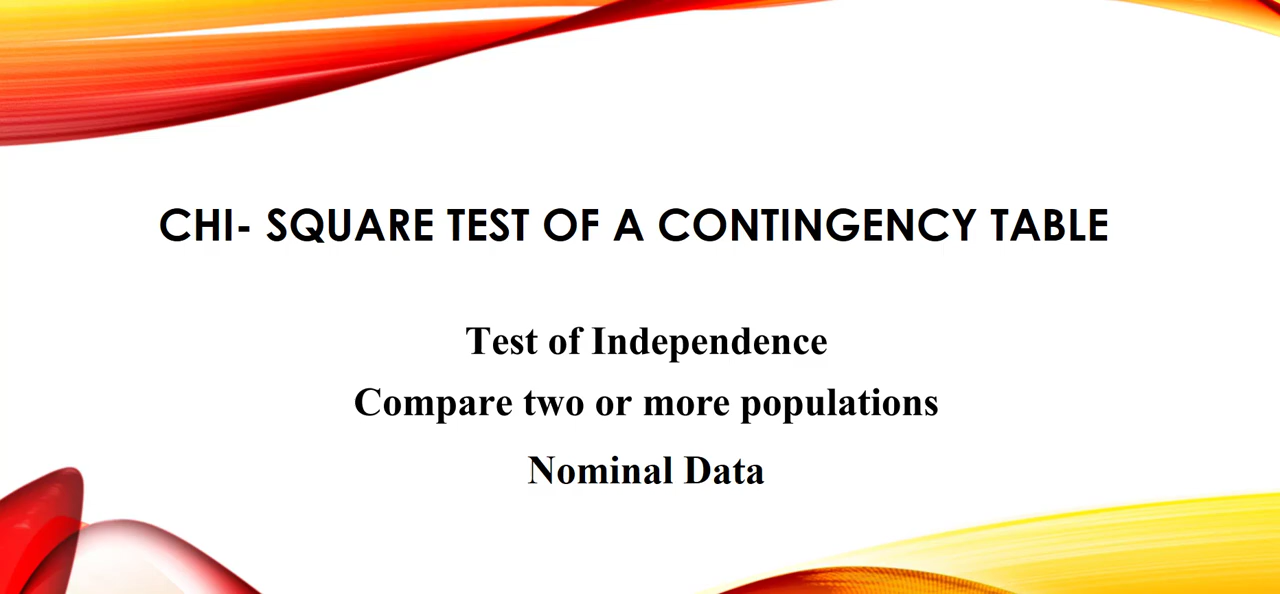 CHI- SQUARE TEST OF A CONTINGENCY TABLE
Test of Independence
Compare two or more populations
Nominal Data